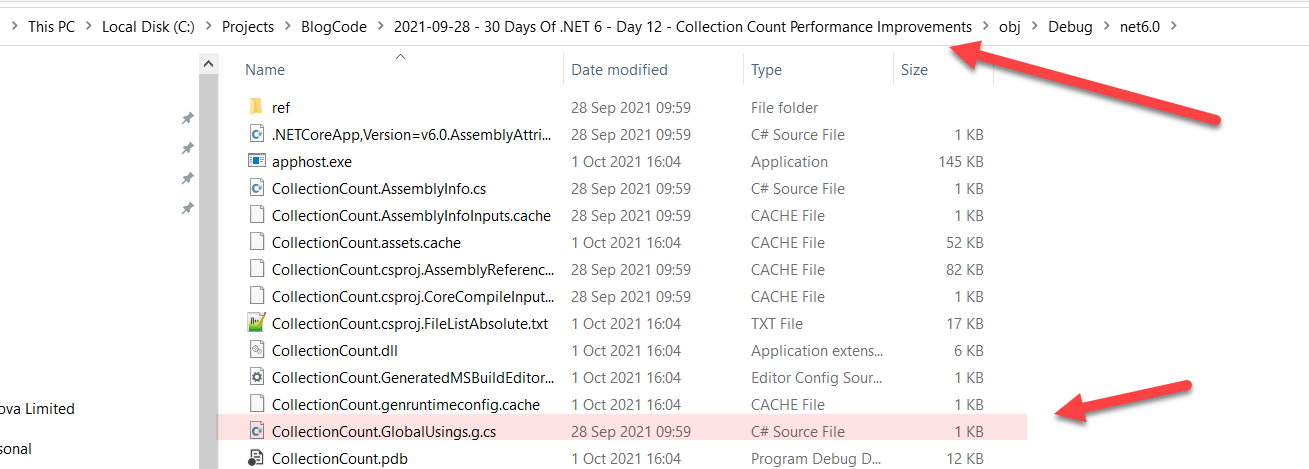 This PC > Local Disk (C:) > Projects > BlogCode > 2021-09-28 - 30 Days Of .NET 6 - Day 12 - Collection Count Performance Improvements > obj > Debug > net6.0 >
Name Date modified Type Size
ref 28 Sep 2021 09:59 File folder
.NETCoreApp,Version=v6.0.AssemblyAttri... 28 Sep 2021 09:59 C# Source File 1 KB
apphost.exe 1 Oct 2021 16:04 Application 145 KB
CollectionCount.AssemblyInfo.cs 28 Sep 2021 09:59 C# Source File 1 KB
CollectionCount.AssemblyInfoInputs.cache 28 Sep 2021 09:59 CACHE File 1 KB
CollectionCount.assets.cache 1 Oct 2021 16:04 CACHE File 52 KB
CollectionCount.csproj.AssemblyReferenc... 28 Sep 2021 09:59 CACHE File 82 KB
CollectionCount.csproj.CoreCompileInput... 28 Sep 2021 09:59 CACHE File 1 KB
CollectionCount.csproj.FileListAbsolute.txt 1 Oct 2021 16:04 TXT File 17 KB
CollectionCount.dll 1 Oct 2021 16:04 Application extens... 6 KB
CollectionCount.GeneratedMSBuildEditor... 1 Oct 2021 16:04 Editor Config Sour... 1 KB
CollectionCount.genruntimeconfig.cache 1 Oct 2021 16:04 CACHE File 1 KB
ova Limited
CollectionCount.GlobalUsings.g.cs 28 Sep 2021 09:59 C# Source File 1 KB
sonal
CollectionCount.pdb 1 Oct 2021 16:04 Program Debug D... 12 KB